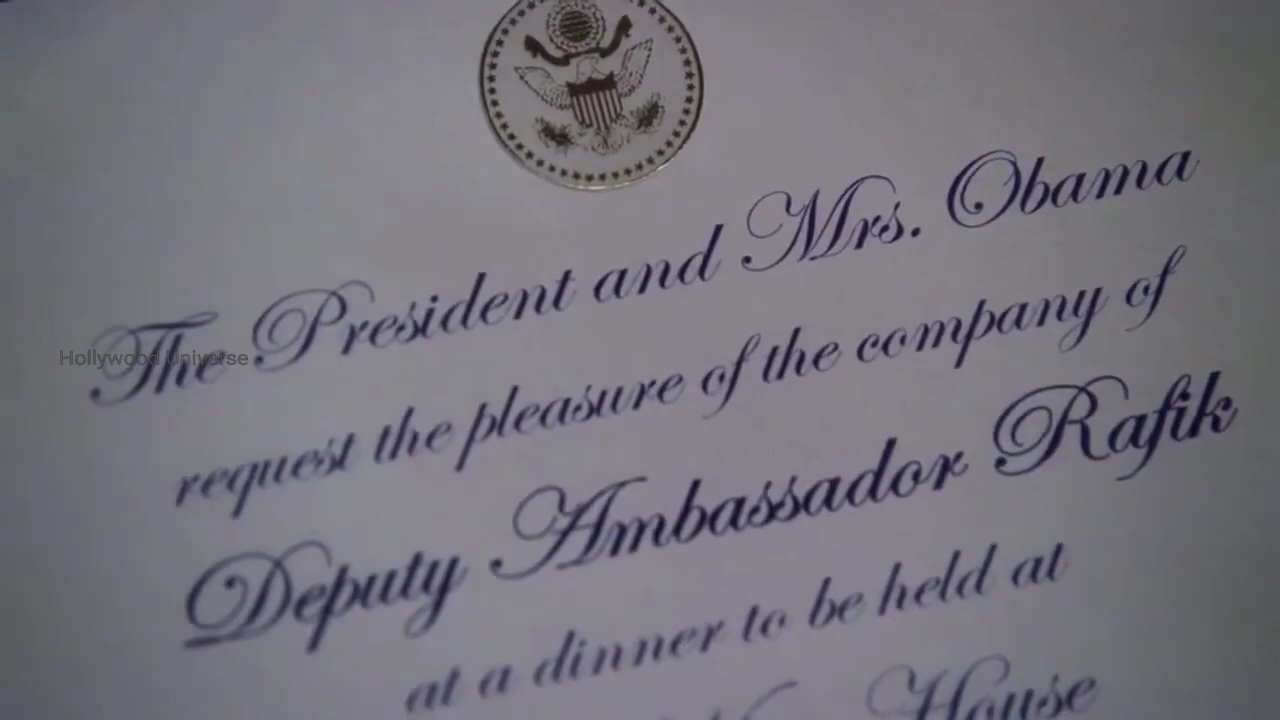 The President and Mrs. Obama
Hollywood Universe
request the pleasure of the company of
Deputy Ambassador Rafik
at a dinner to be held at
House